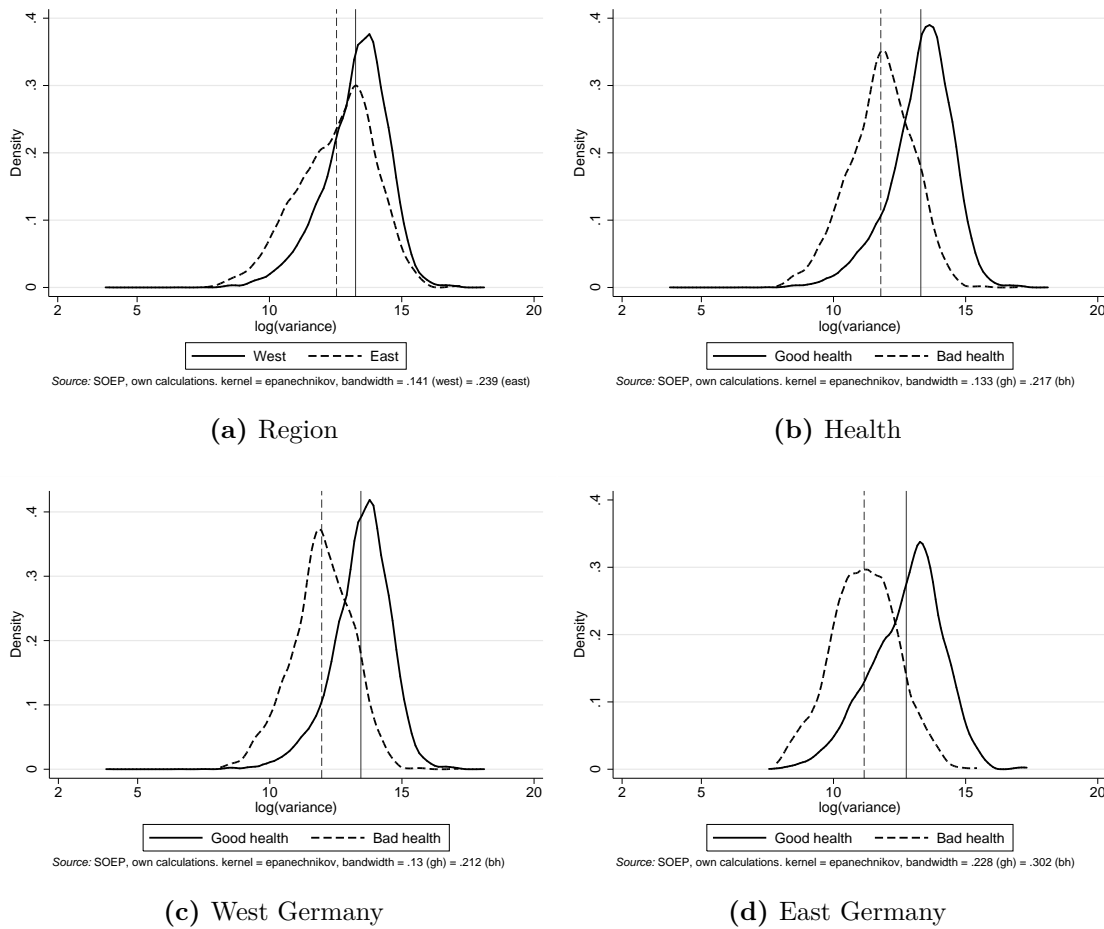 .4
.3
.2
.1
0
Density
2 5 10 15 20
log(variance)
West East
Source: SOEP, own calculations. kernel = epanechnikov, bandwidth = .141 (west) = .239 (east)
(a) Region
.4
.3
.2
.1
0
Density
2 5 10 15 20
log(variance)
Good health Bad health
Source: SOEP, own calculations. kernel = epanechnikov, bandwidth = .133 (gh) = .217 (bh)
(b) Health
.4
.3
.2
.1
0
Density
2 5 10 15 20
log(variance)
Good health Bad health
Source: SOEP, own calculations. kernel = epanechnikov, bandwidth = .13 (gh) = .212 (bh)
(c) West Germany
.4
.3
.2
.1
0
Density
2 5 10 15 20
log(variance)
Good health Bad health
Source: SOEP, own calculations. kernel = epanechnikov, bandwidth = .228 (gh) = .302 (bh)
(d) East Germany